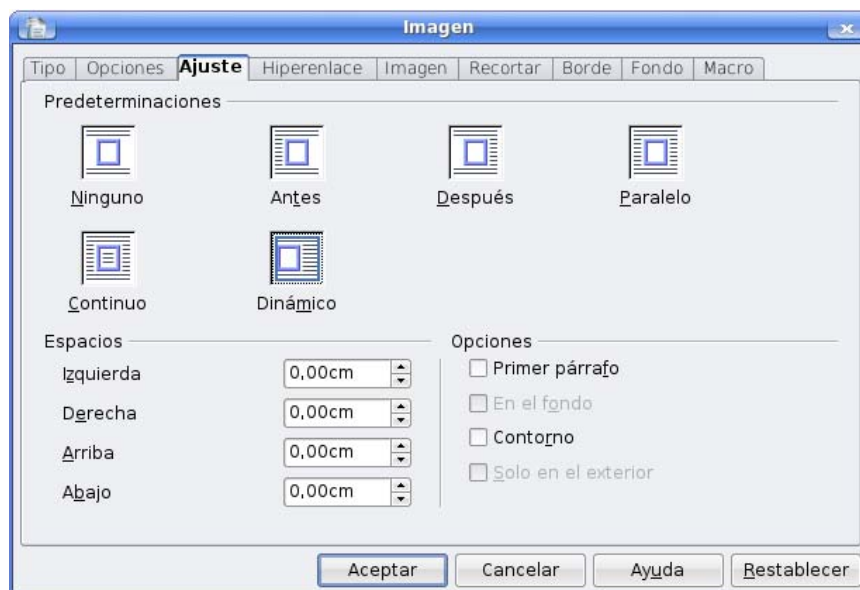 Imagen
Tipo Opciones Ajuste Hiperenlace Imagen Recortar Borde Fondo Macro
Predeterminaciones
Ninguno Antes Después Paralelo
Continuo Dinámico
Espacios
Izquierda 0,00cm
Derecha 0,00cm
Arriba 0,00cm
Abajo 0,00cm
Opciones
Primer párrafo
En el fondo
Contorno
Solo en el exterior
Aceptar Cancelar Ayuda Restablecer